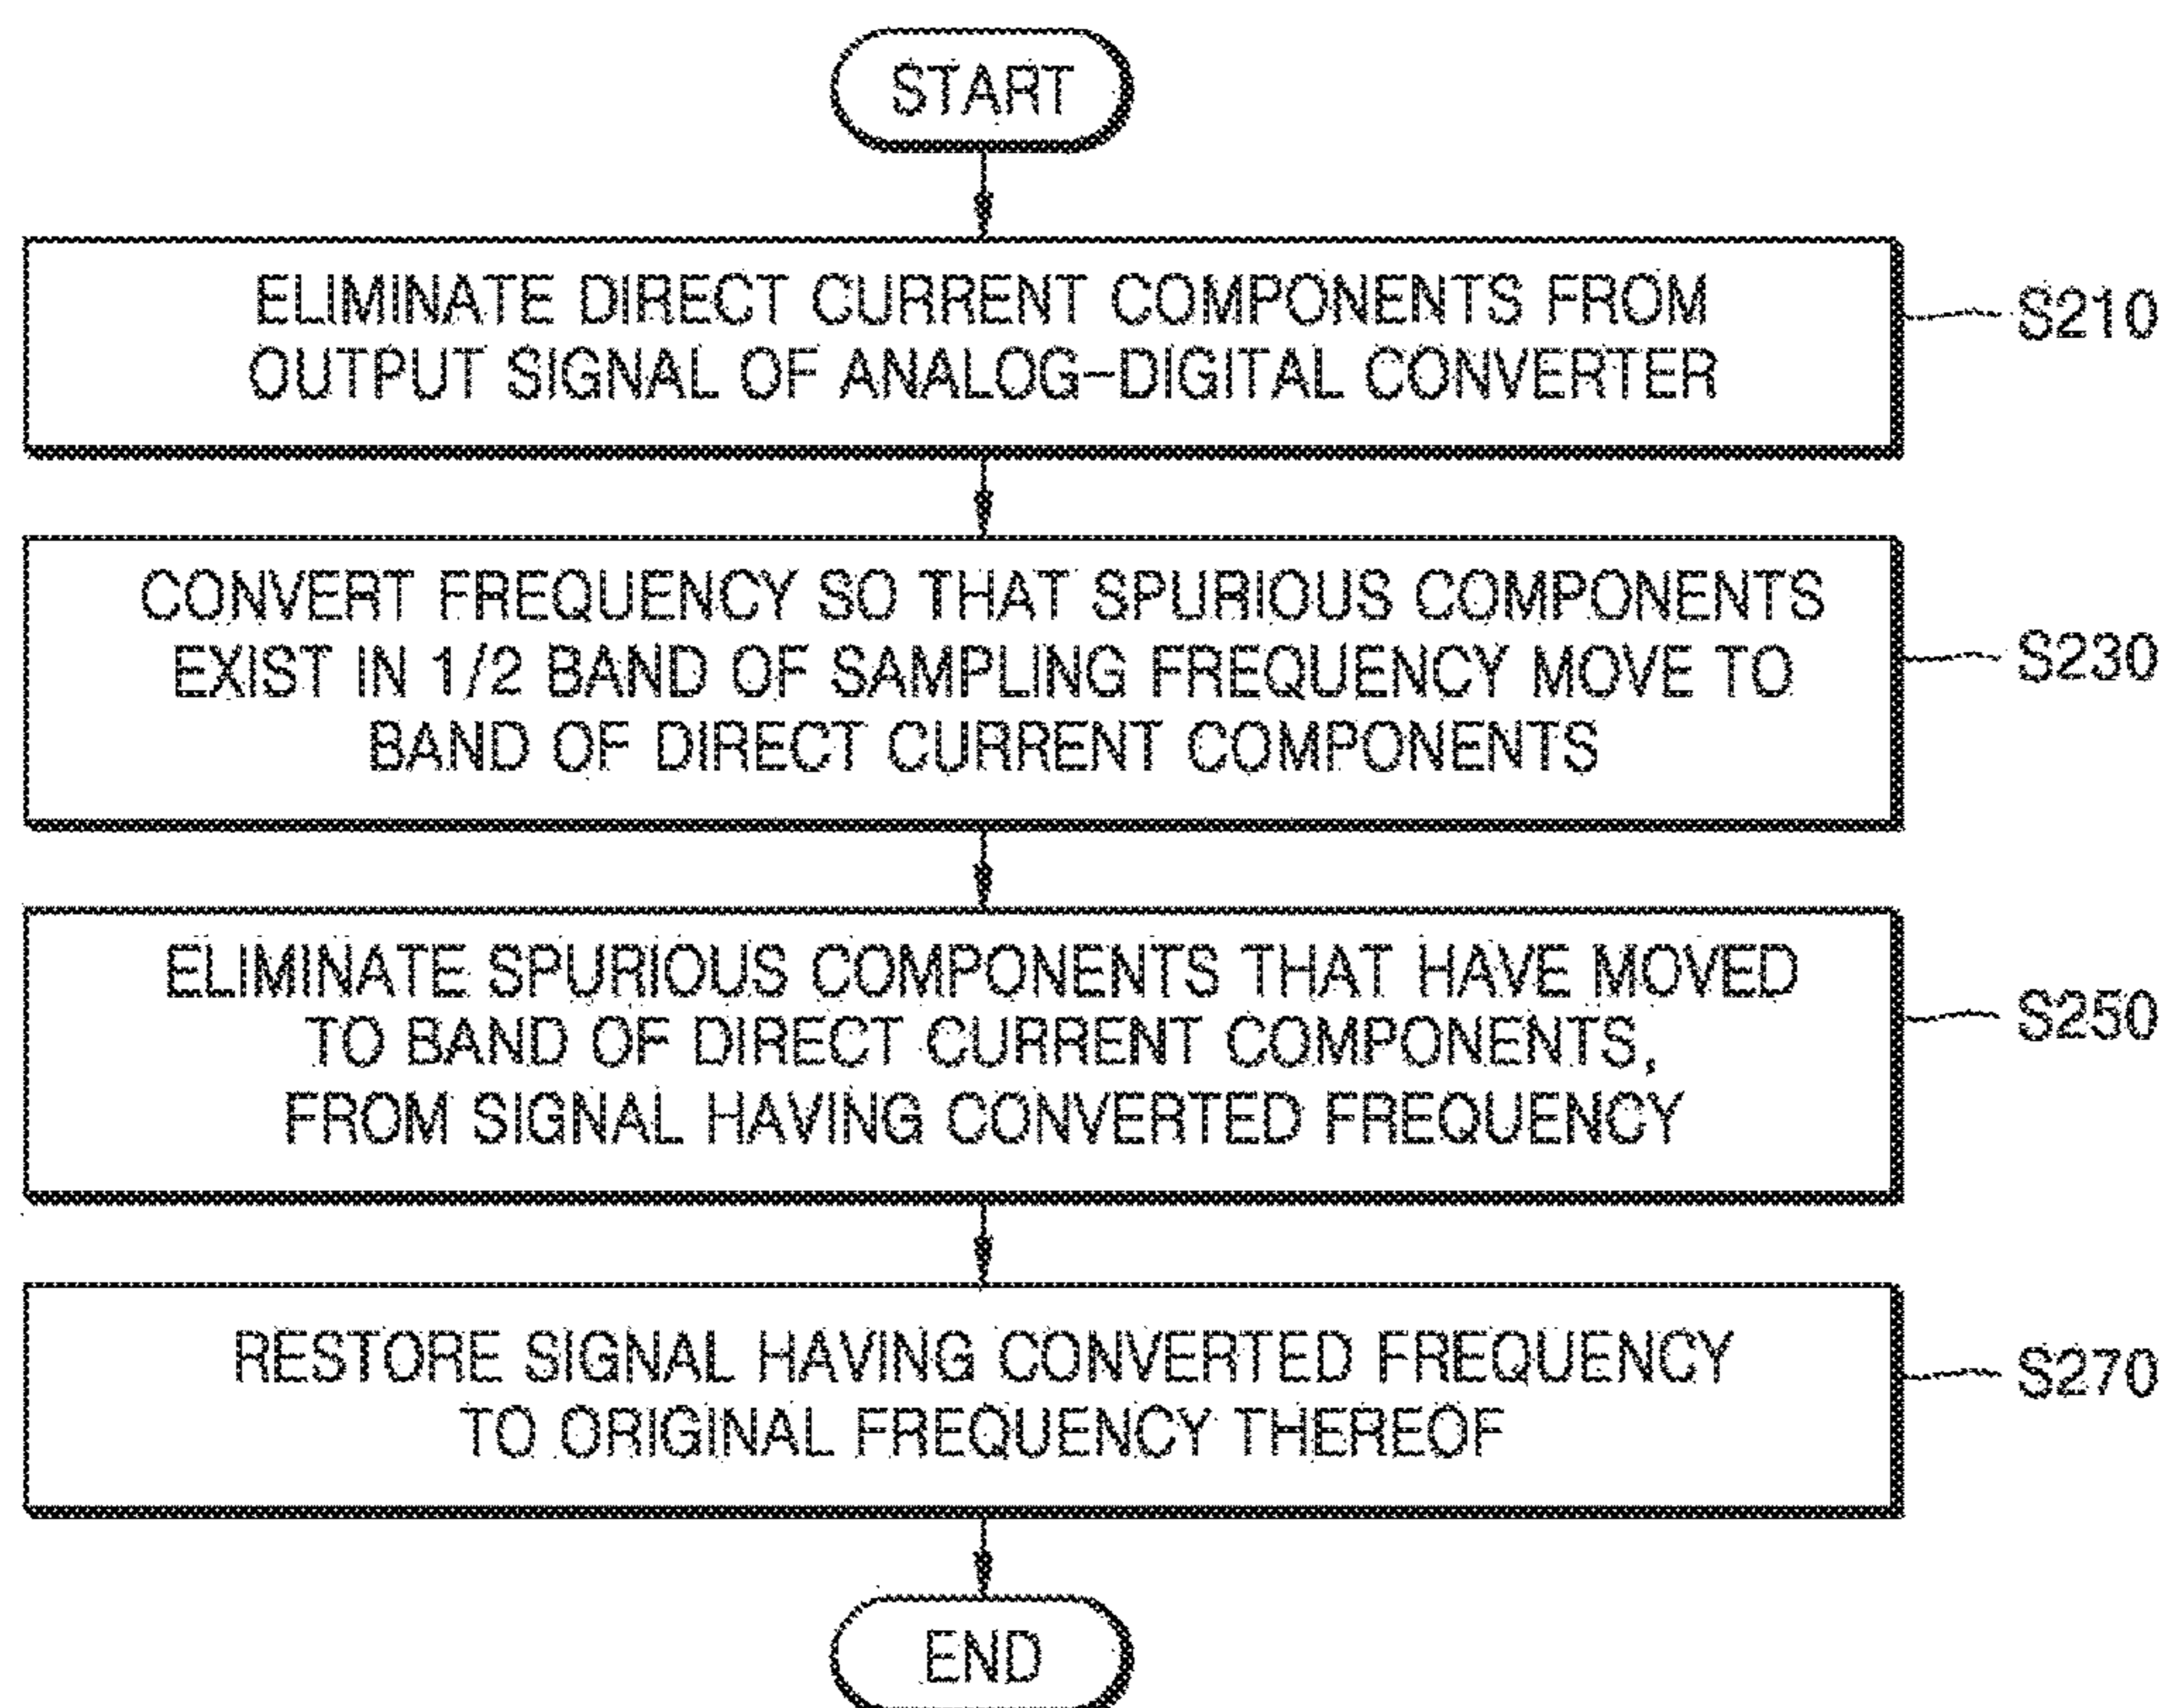 START
ELIMINATE DIRECT CURRENT COMPONENTS FROM
OUTPUT SIGNAL OF ANALOG-DIGITAL CONVERTER
S210
CONVERT FREQUENCY SO THAT SPURIOUS COMPONENTS
EXIST IN 1/2 BAND OF SAMPLING FREQUENCY MOVE TO
BAND OF DIRECT CURRENT COMPONENTS
S230
ELIMINATE SPURIOUS COMPONENTS THAT HAVE MOVED
TO BAND OF DIRECT CURRENT COMPONENTS,
FROM SIGNAL HAVING CONVERTED FREQUENCY
S250
RESTORE SIGNAL HAVING CONVERTED FREQUENCY
TO ORIGINAL FREQUENCY THEREOF
S270
END